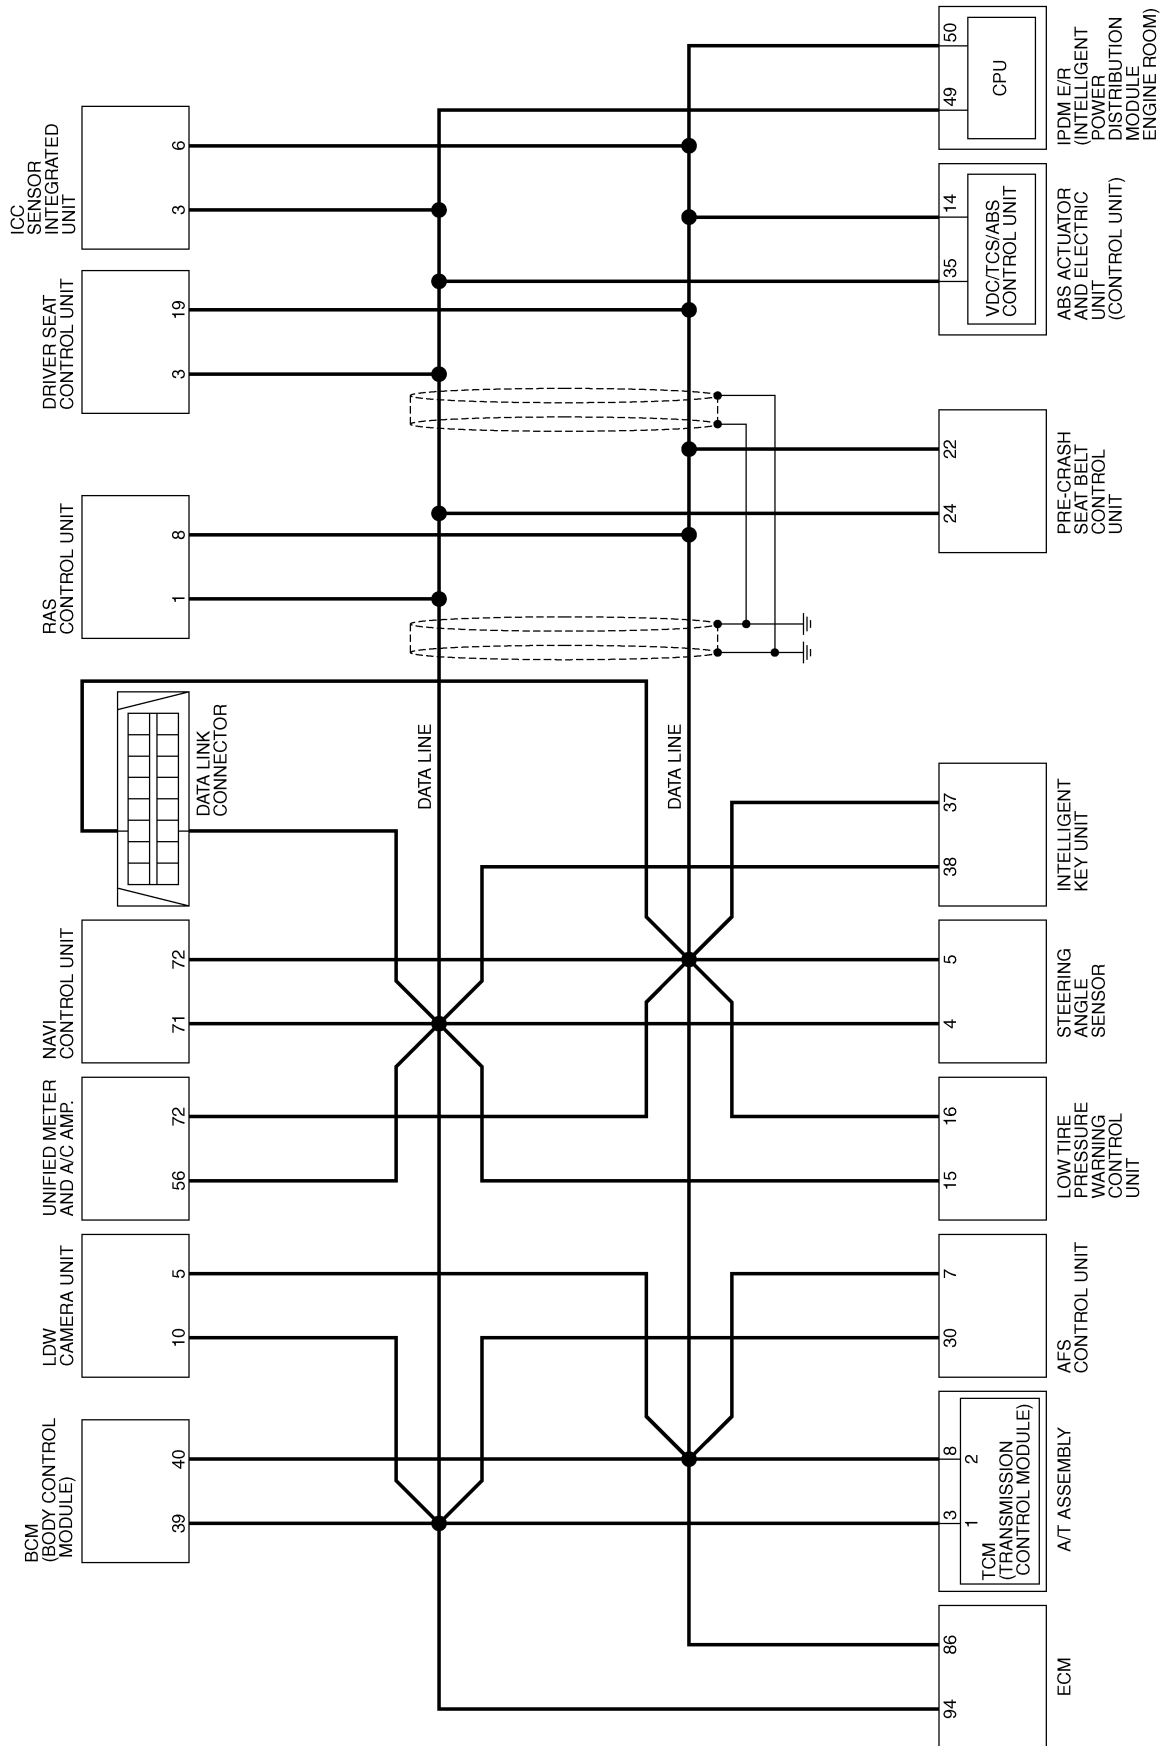 BCM
(BODY CONTROL
MODULE)
39
40
LDW
CAMERA UNIT
10
5
UNIFIED METER
AND A/C AMP.
56
72
NAVI
CONTROL UNIT
71
72
DATA LINK
CONNECTOR
RAS
CONTROL UNIT
1
8
DRIVER SEAT
CONTROL UNIT
3
19
ICC
SENSOR
INTEGRATED
UNIT
3
6
DATA LINE
DATA LINE
94
86
ECM
3
8
1
2
TCM
(TRANSMISSION
CONTROL MODULE)
A/T ASSEMBLY
30
7
AFS
CONTROL UNIT
15
16
LOW TIRE
PRESSURE
WARNING
CONTROL
UNIT
4
5
STEERING
ANGLE
SENSOR
38
37
INTELLIGENT
KEY UNIT
24
22
PRE-CRASH
SEAT BELT
CONTROL
UNIT
35
14
VDC/TCS/ABS
CONTROL UNIT
ABS ACTUATOR
AND ELECTRIC
UNIT
(CONTROL UNIT)
49
50
CPU
IPDM E/R
(INTELLIGENT
POWER
DISTRIBUTION
MODULE
ENGINE ROOM)